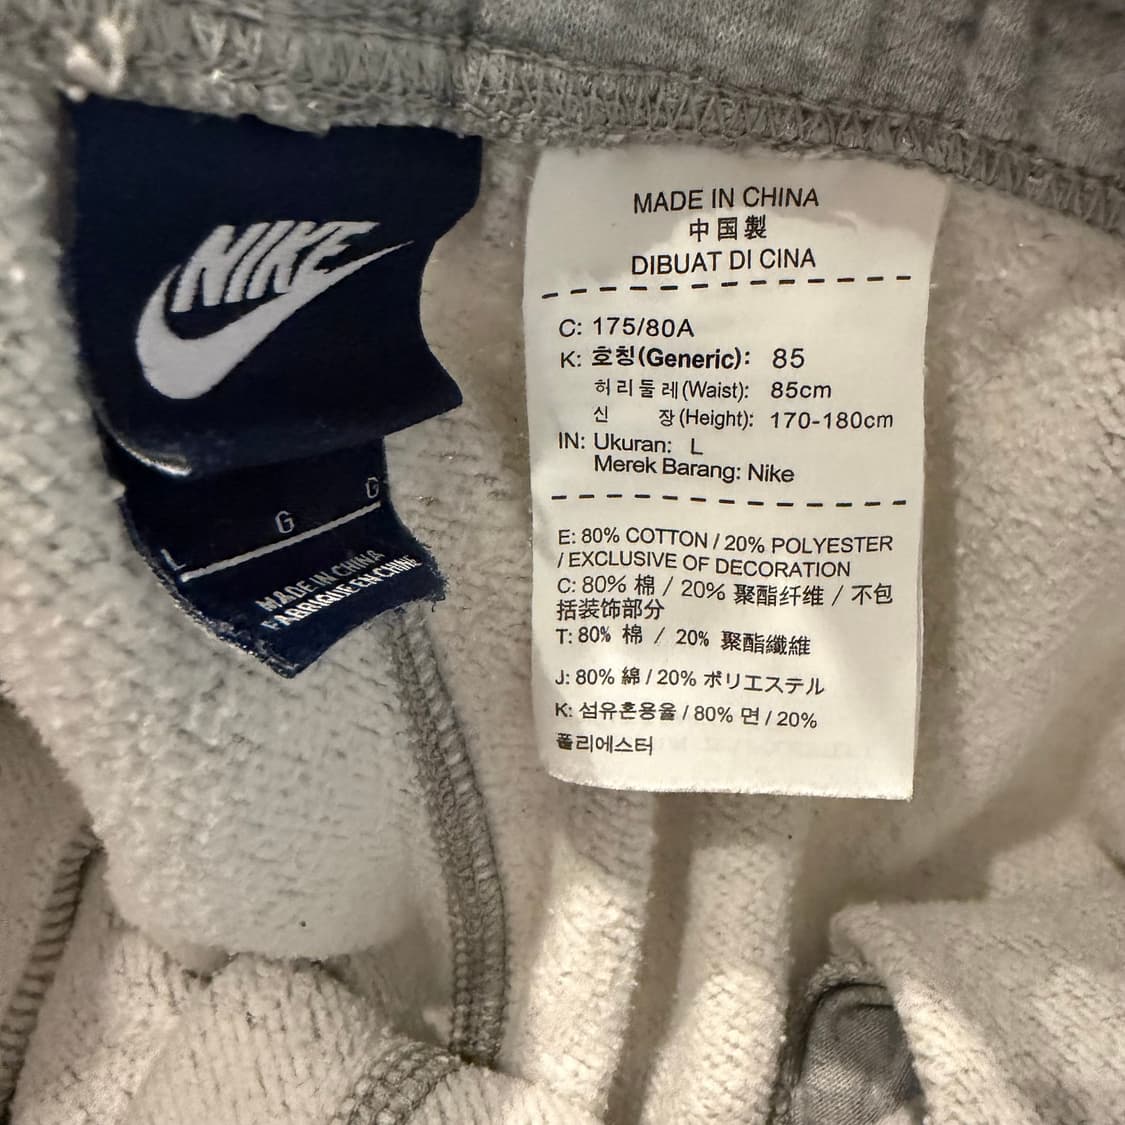 NIKE
L G G
MADE IN CHINA
FABRIQUÉ EN CHINE
MADE IN CHINA
中国製
DIBUAT DI CINA
C: 175/80A
K: 호칭(Generic): 85
허리둘레(Waist): 85cm
신 장(Height): 170-180cm
IN: Ukuran: L
Merek Barang: Nike
E: 80% COTTON / 20% POLYESTER
/ EXCLUSIVE OF DECORATION
C: 80% 棉 / 20% 聚酯纤维 / 不包
括装饰部分
T: 80% 棉 / 20% 聚酯纖維
J: 80% 綿 / 20% ポリエステル
K: 섬유혼용율 / 80% 면 / 20%
폴리에스터